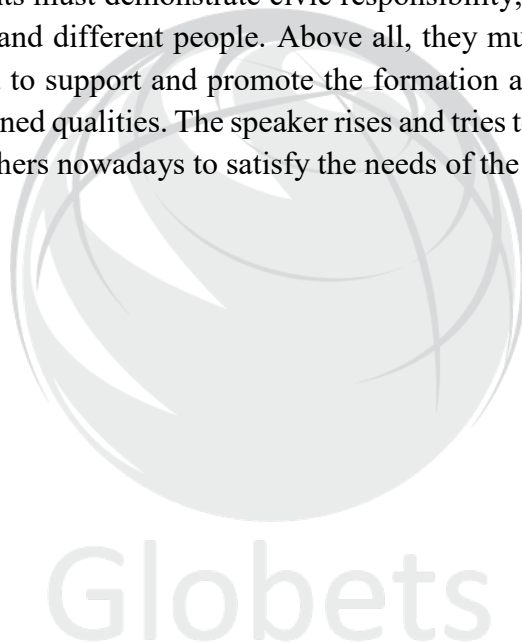 ts must demonstrate civic responsibility,
and different people. Above all, they mu
to support and promote the formation a
ned qualities. The speaker rises and tries t
hers nowadays to satisfy the needs of the
Globets